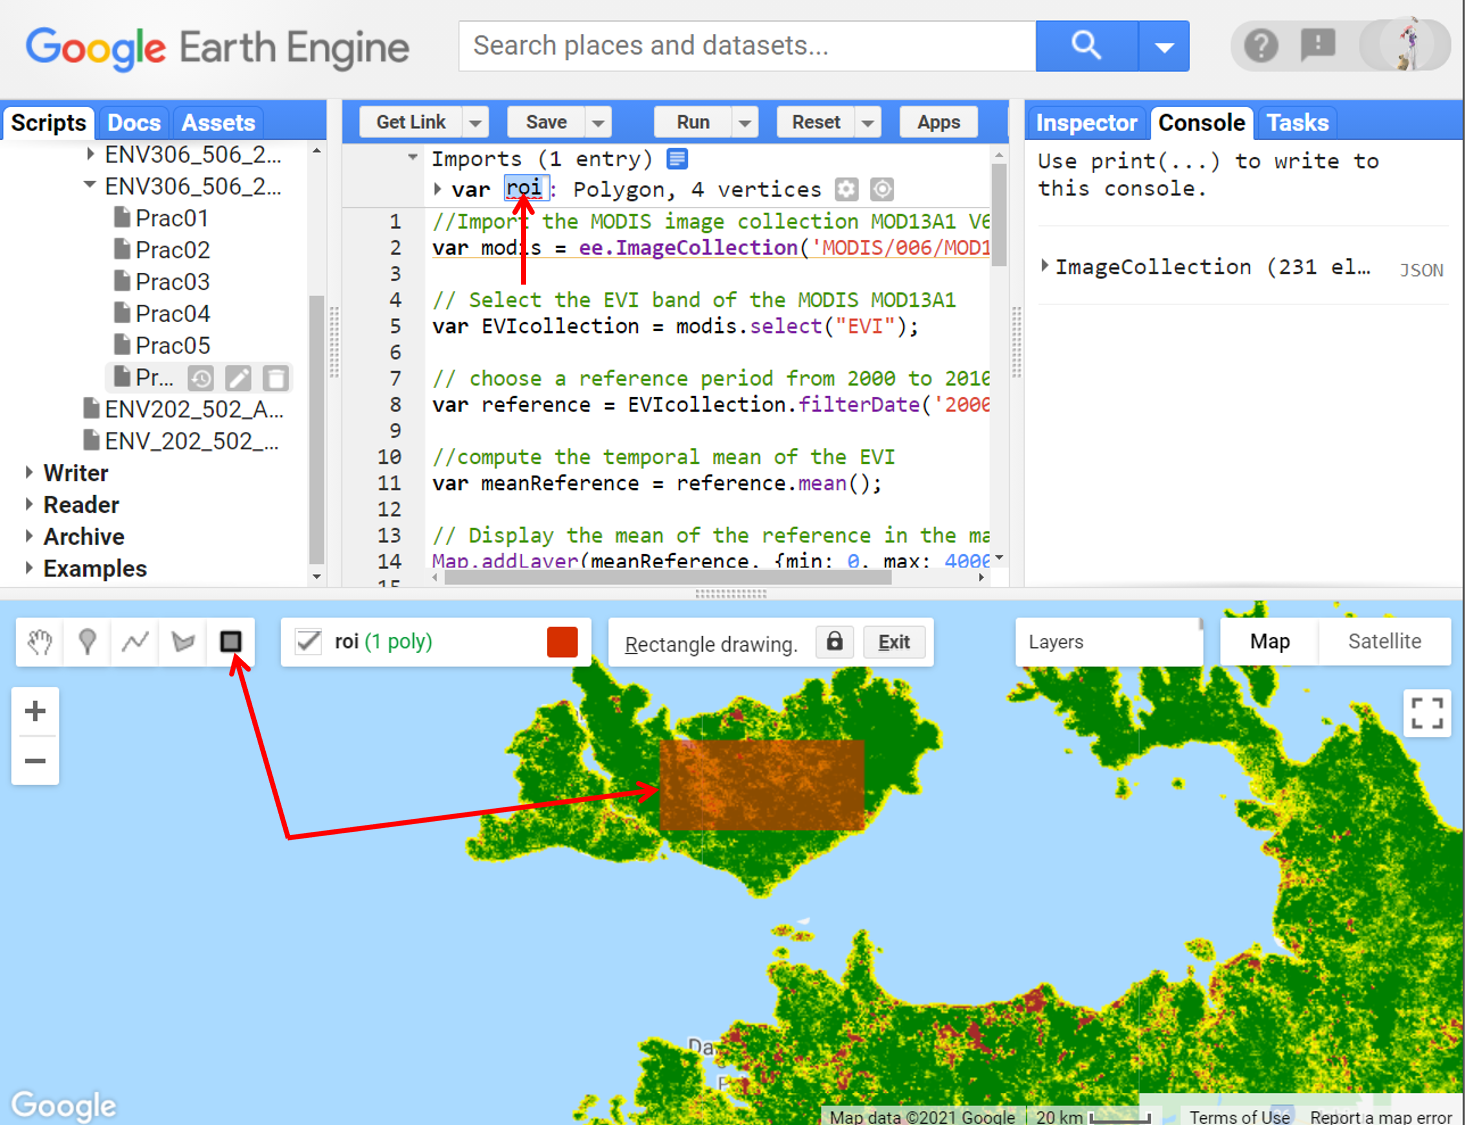 Google Earth Engine
Search places and datasets...
Scripts Docs Assets
ENV306_506_2...
ENV306_506_2...
Prac01
Prac02
Prac03
Prac04
Prac05
Pr...
ENV202_502_A...
ENV_202_502_...
Writer
Reader
Archive
Examples
Get Link Save Run Reset Apps
Imports (1 entry)
var roi: Polygon, 4 vertices
1 //Import the MODIS image collection MOD13A1 V6
2 var modis = ee.ImageCollection('MODIS/006/MOD1
3
4 // Select the EVI band of the MODIS MOD13A1
5 var EVIcollection = modis.select("EVI");
6
7 // choose a reference period from 2000 to 2010
8 var reference = EVIcollection.filterDate('2000
9
10 //compute the temporal mean of the EVI
11 var meanReference = reference.mean();
12
13 // Display the mean of the reference in the ma
14 Map.addLayer(meanReference, {min: 0, max: 4000
15
Inspector Console Tasks
Use print(...) to write to
this console.
ImageCollection (231 el... JSON
roi (1 poly)
Rectangle drawing. Exit
Layers
Map Satellite
Da
Google
Map data ©2021 Google 20 km Terms of Use Report a map error